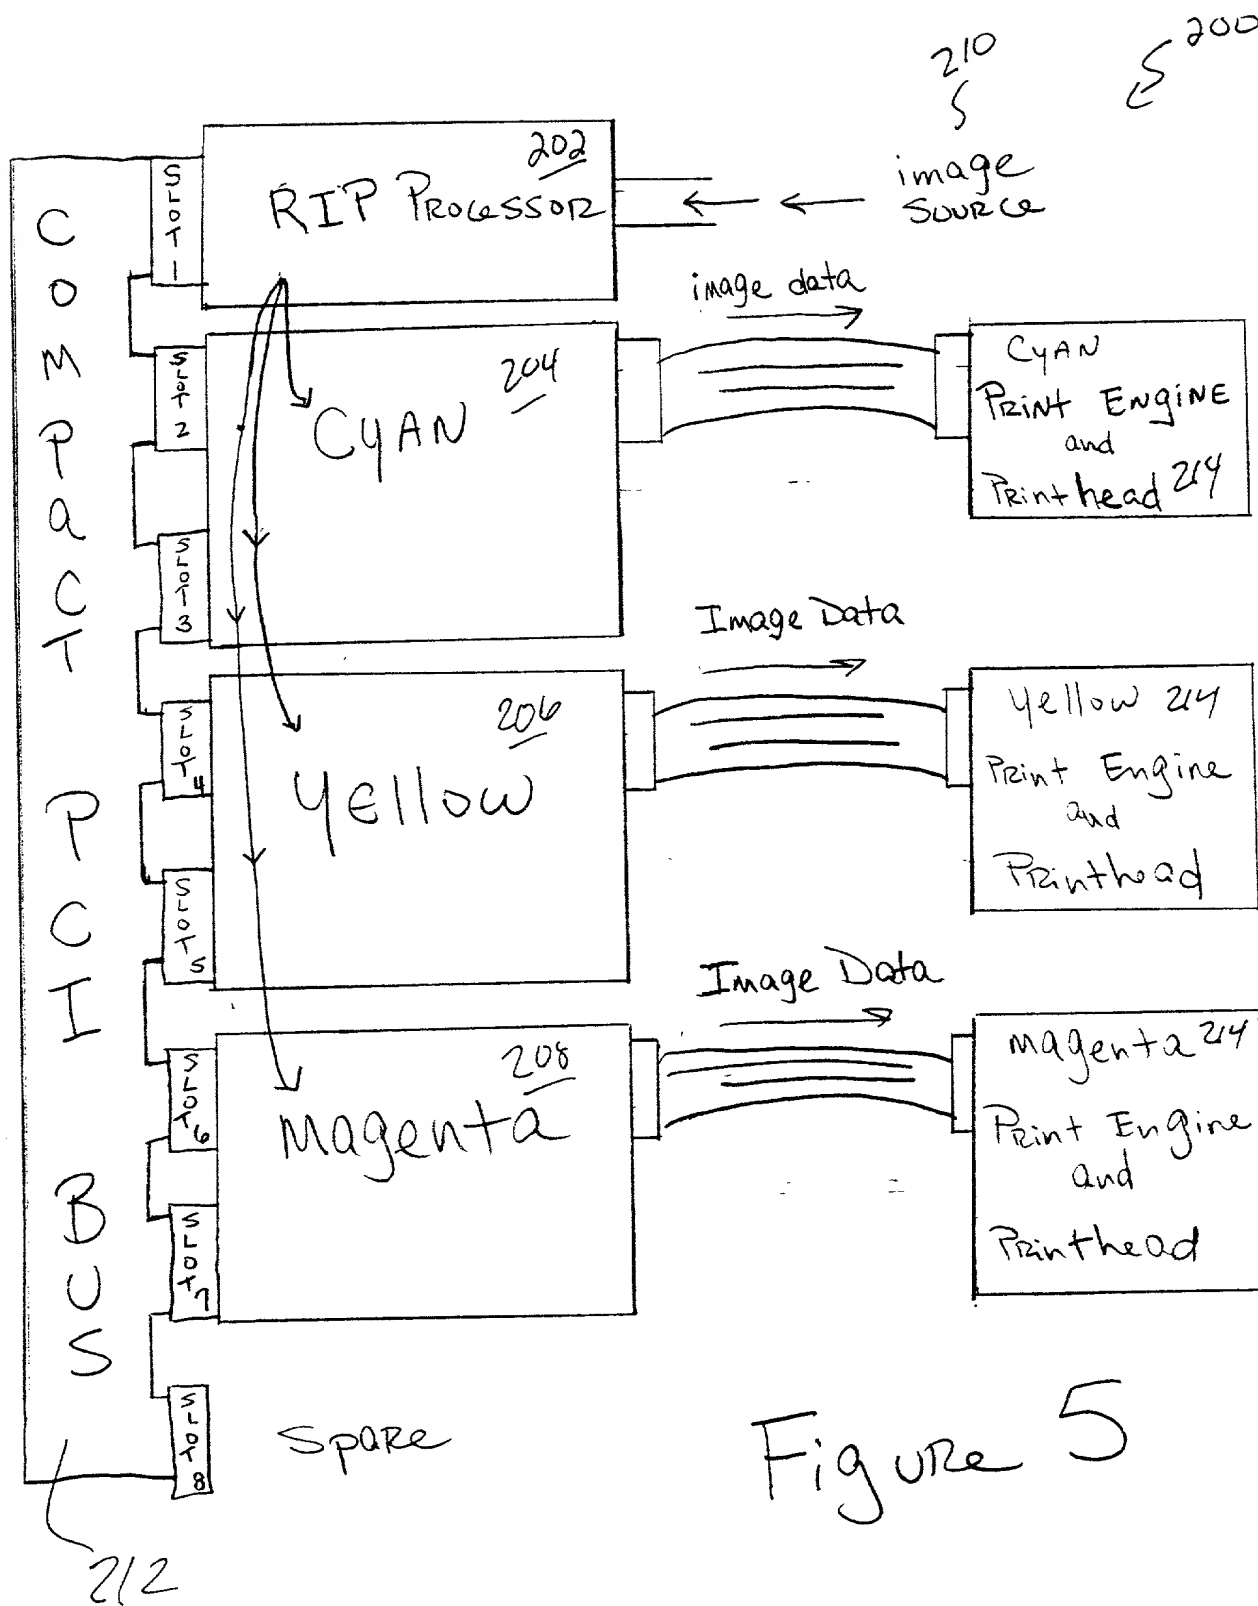 200
210
image
source
202
RIP Processor
SLOT 1
COMPACT PCI BUS
image data
204
Cyan
SLOT 2
SLOT 3
Cyan
Print Engine
and
Printhead 214
Image Data
206
Yellow
SLOT 4
SLOT 5
Yellow 214
Print Engine
and
Printhead
Image Data
208
Magenta
SLOT 6
SLOT 7
Magenta 214
Print Engine
and
Printhead
SLOT 8
Spare
Figure 5
212